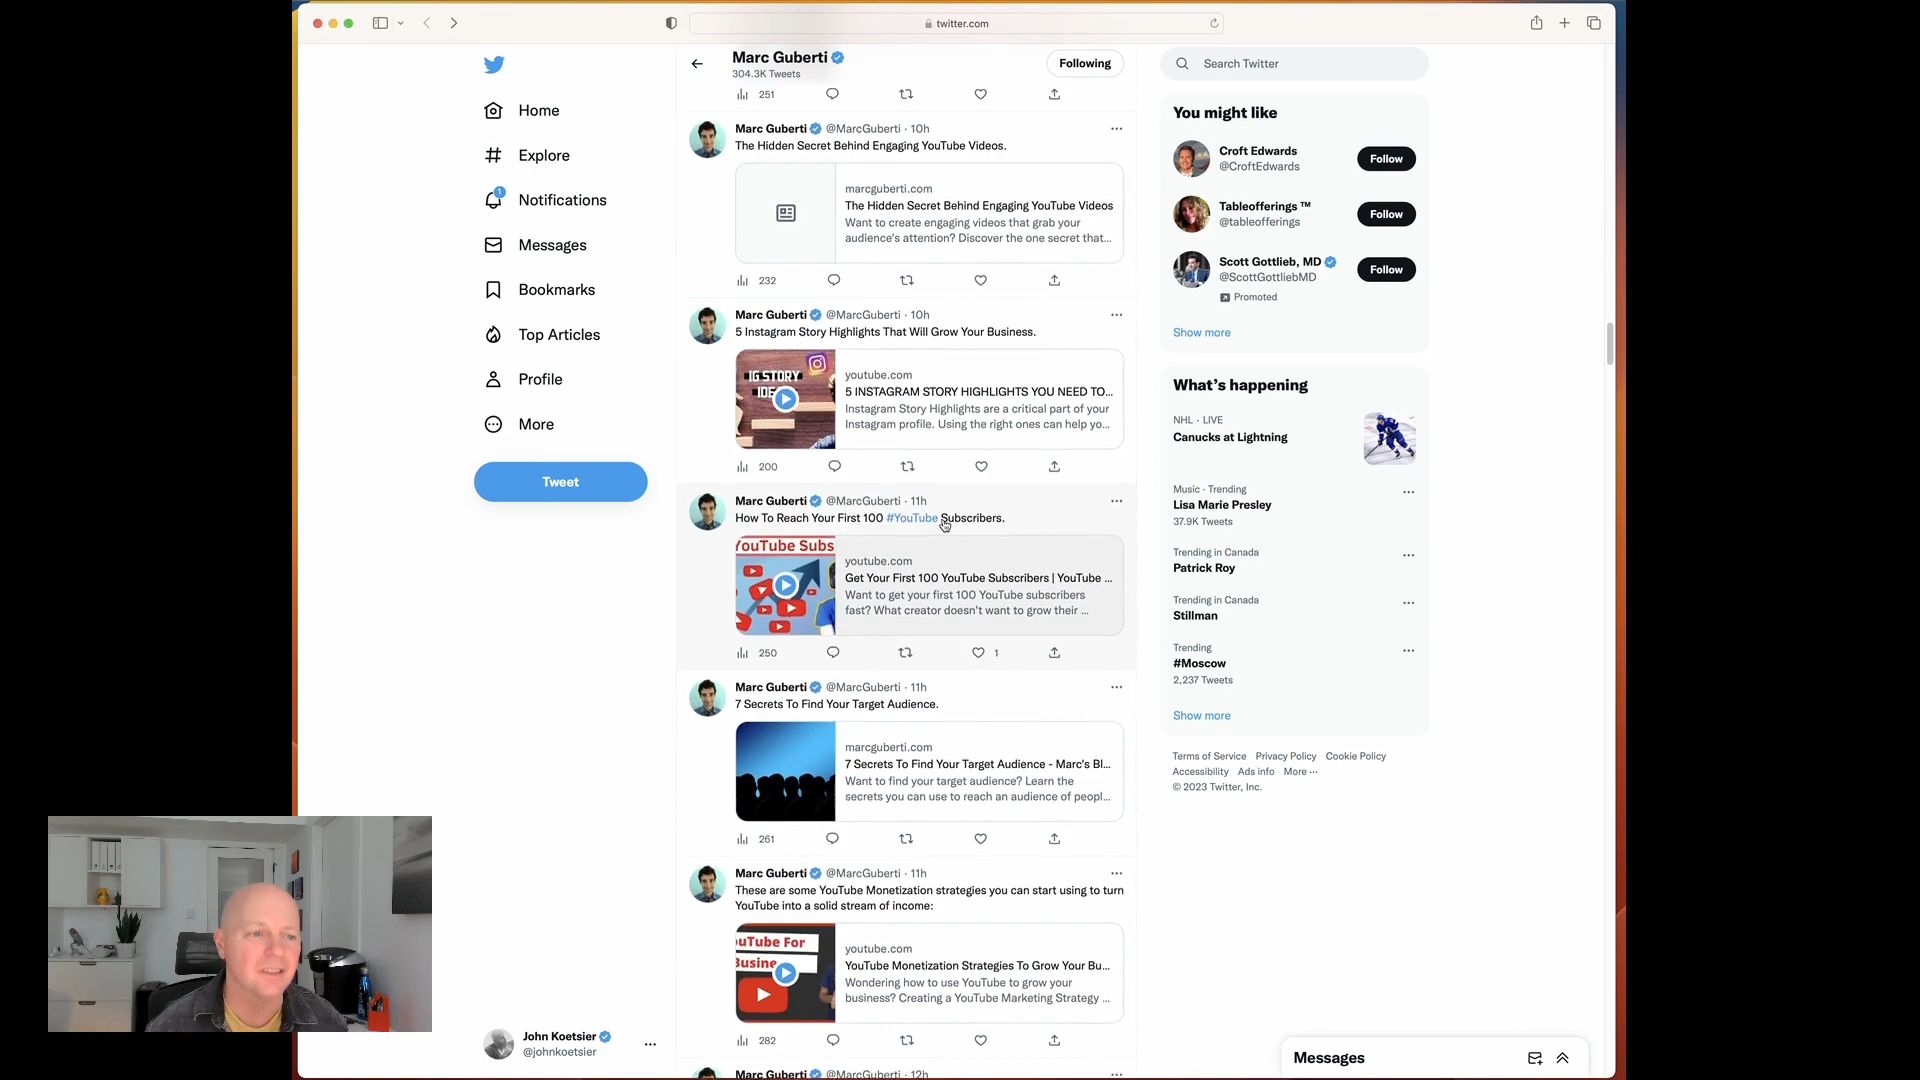 twitter.com
Home
Explore
1
Notifications
Messages
Bookmarks
Top Articles
Profile
More
Tweet
John Koetsier
@johnkoetsier
Marc Guberti
304.3K Tweets
Following
251
Marc Guberti @MarcGuberti · 10h
The Hidden Secret Behind Engaging YouTube Videos.
marcguberti.com
The Hidden Secret Behind Engaging YouTube Videos
Want to create engaging videos that grab your
audience's attention? Discover the one secret that...
232
Marc Guberti @MarcGuberti · 10h
5 Instagram Story Highlights That Will Grow Your Business.
IG STORY
youtube.com
5 INSTAGRAM STORY HIGHLIGHTS YOU NEED TO...
Instagram Story Highlights are a critical part of your
Instagram profile. Using the right ones can help yo...
200
Marc Guberti @MarcGuberti · 11h
How To Reach Your First 100 #YouTube Subscribers.
YouTube Subs
youtube.com
Get Your First 100 YouTube Subscribers | YouTube ...
Want to get your first 100 YouTube subscribers
fast? What creator doesn't want to grow their ...
250
1
Marc Guberti @MarcGuberti · 11h
7 Secrets To Find Your Target Audience.
marcguberti.com
7 Secrets To Find Your Target Audience - Marc's Bl...
Want to find your target audience? Learn the
secrets you can use to reach an audience of peopl...
261
Marc Guberti @MarcGuberti · 11h
These are some YouTube Monetization strategies you can start using to turn
YouTube into a solid stream of income:
uTube For
Busine
youtube.com
YouTube Monetization Strategies To Grow Your Bu...
Wondering how to use YouTube to grow your
business? Creating a YouTube Marketing Strategy ...
282
Marc Guberti @MarcGuberti · 12h
Search Twitter
You might like
Croft Edwards
@CroftEdwards
Follow
Tableofferings ™
@tableofferings
Follow
Scott Gottlieb, MD
@ScottGottliebMD
Promoted
Follow
Show more
What's happening
NHL · LIVE
Canucks at Lightning
Music · Trending
Lisa Marie Presley
37.9K Tweets
Trending in Canada
Patrick Roy
Trending in Canada
Stillman
Trending
#Moscow
2,237 Tweets
Show more
Terms of Service Privacy Policy Cookie Policy
Accessibility Ads info More ···
© 2023 Twitter, Inc.
Messages